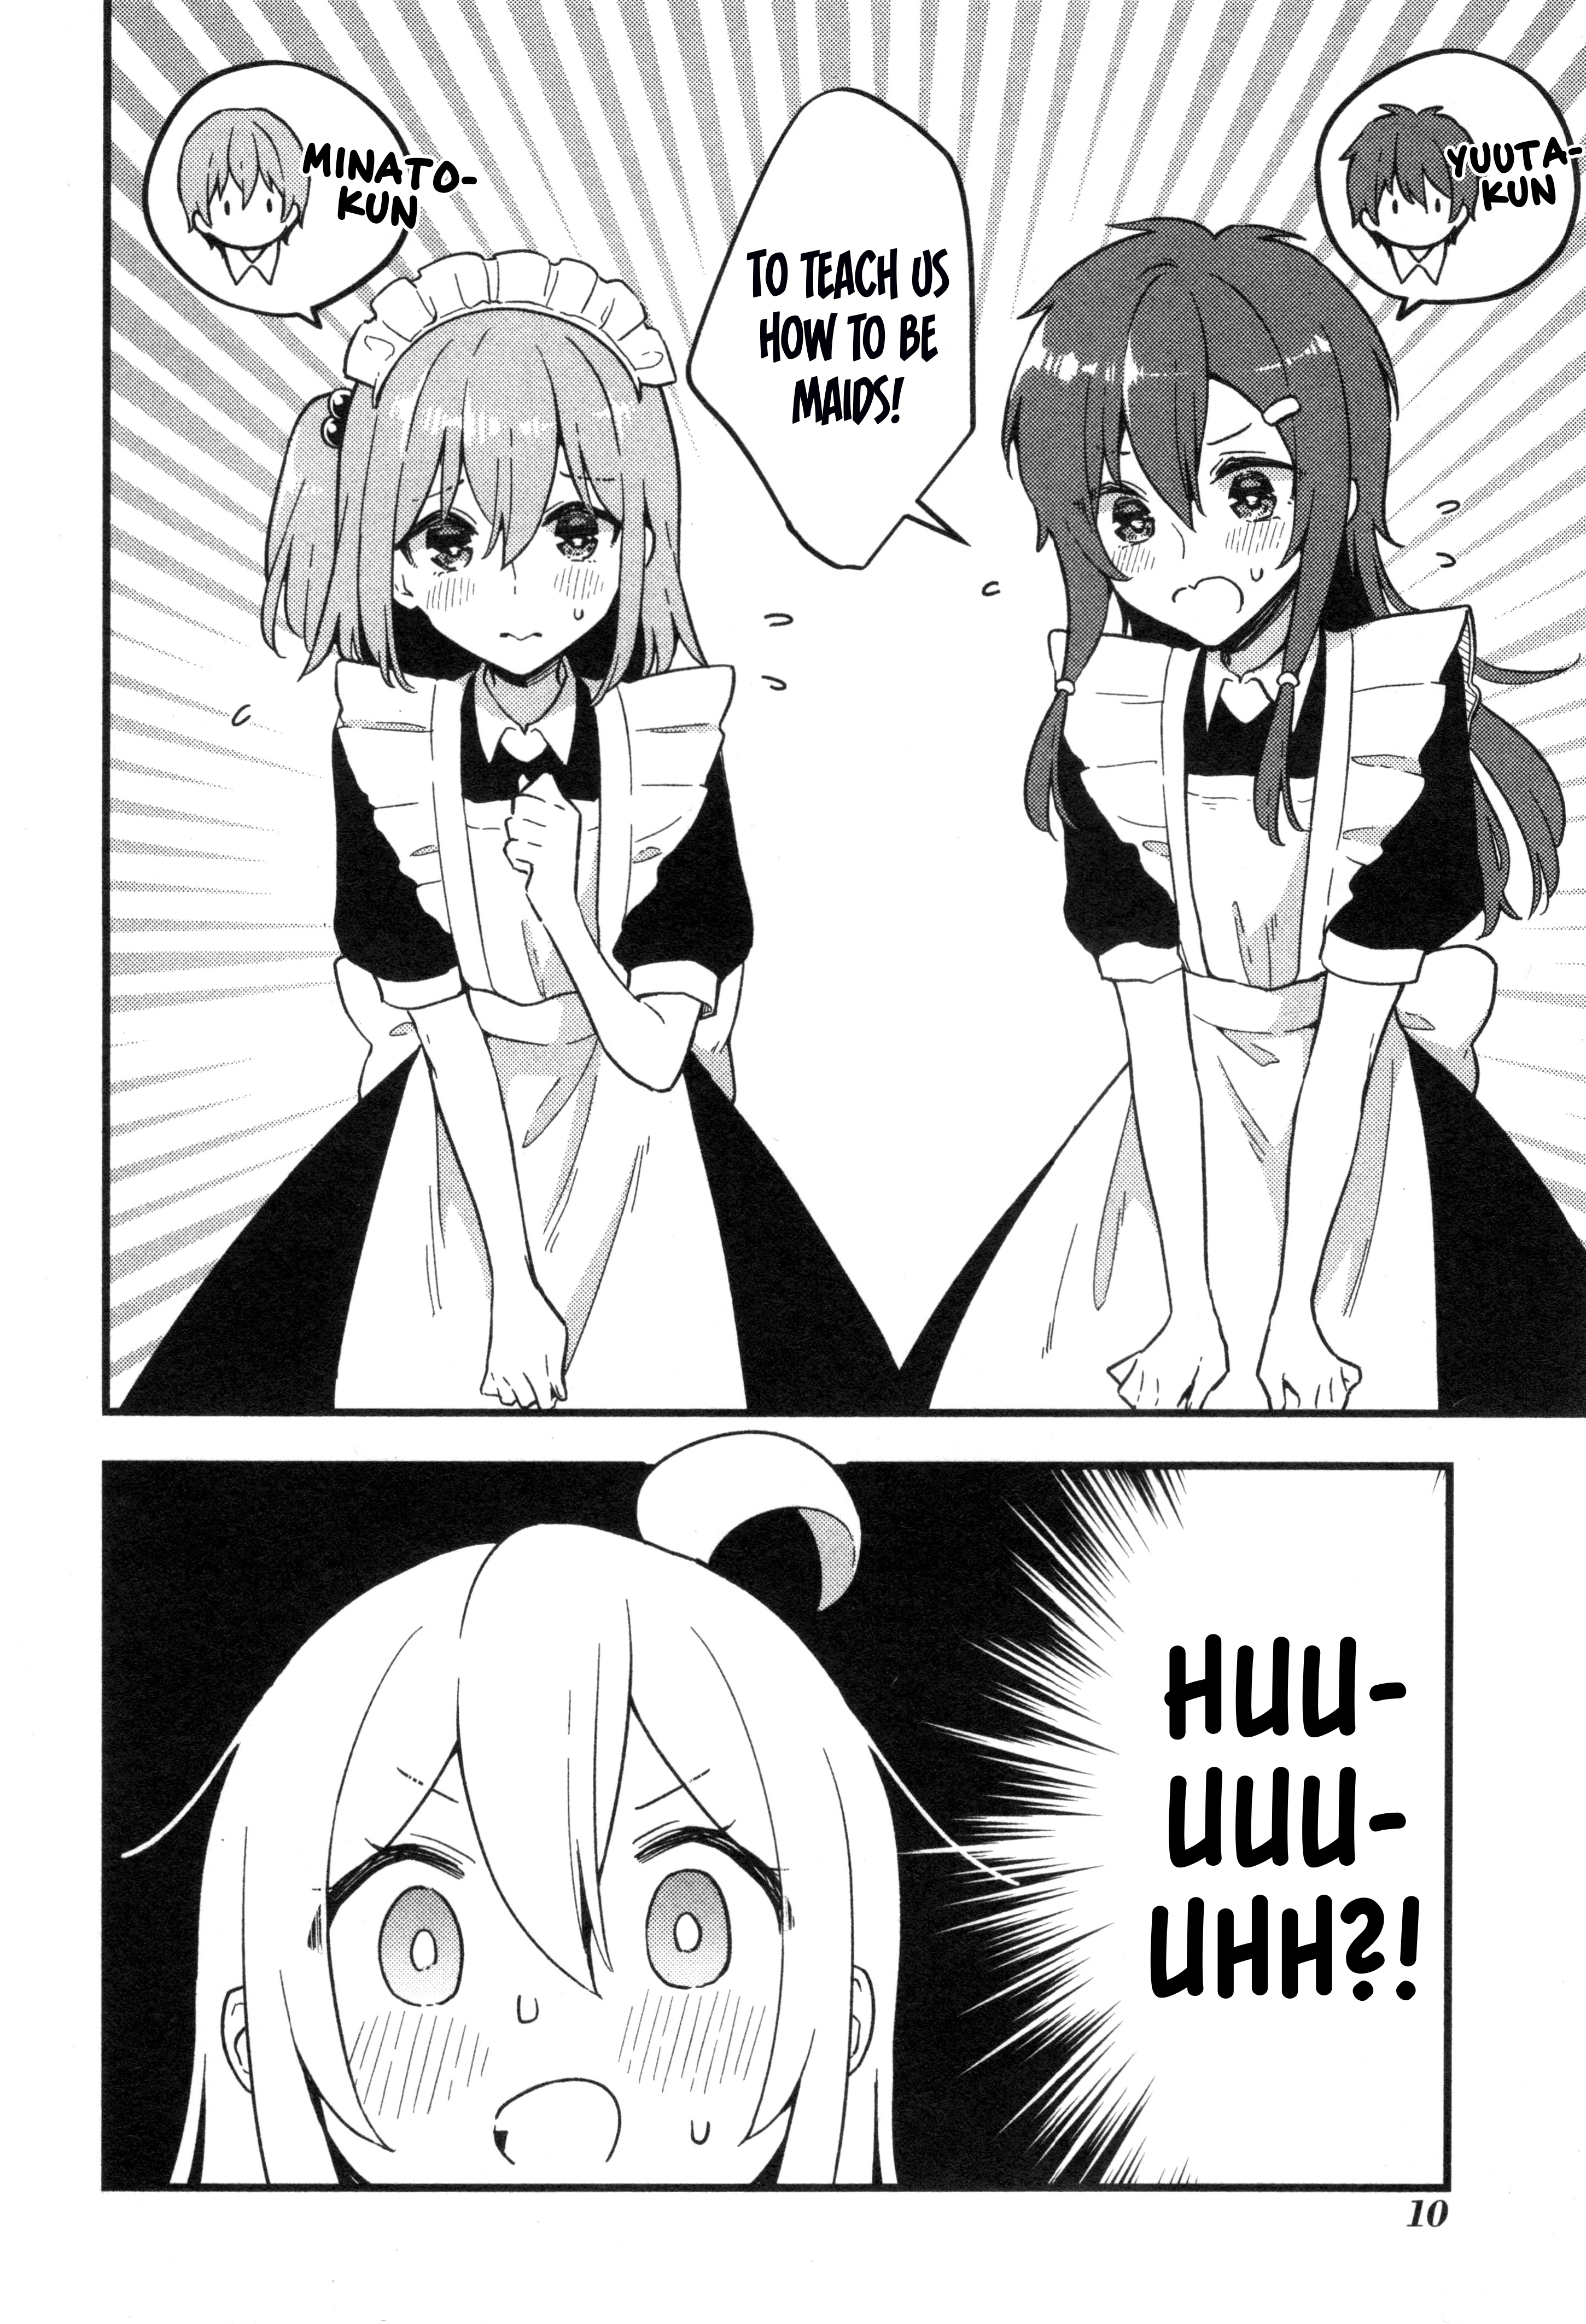 YUUTA-
KUN
TO TEACH US
HOW TO BE
MAIDS!
MINATO-
KUN
HUU-
UUU-
UHH?!
10